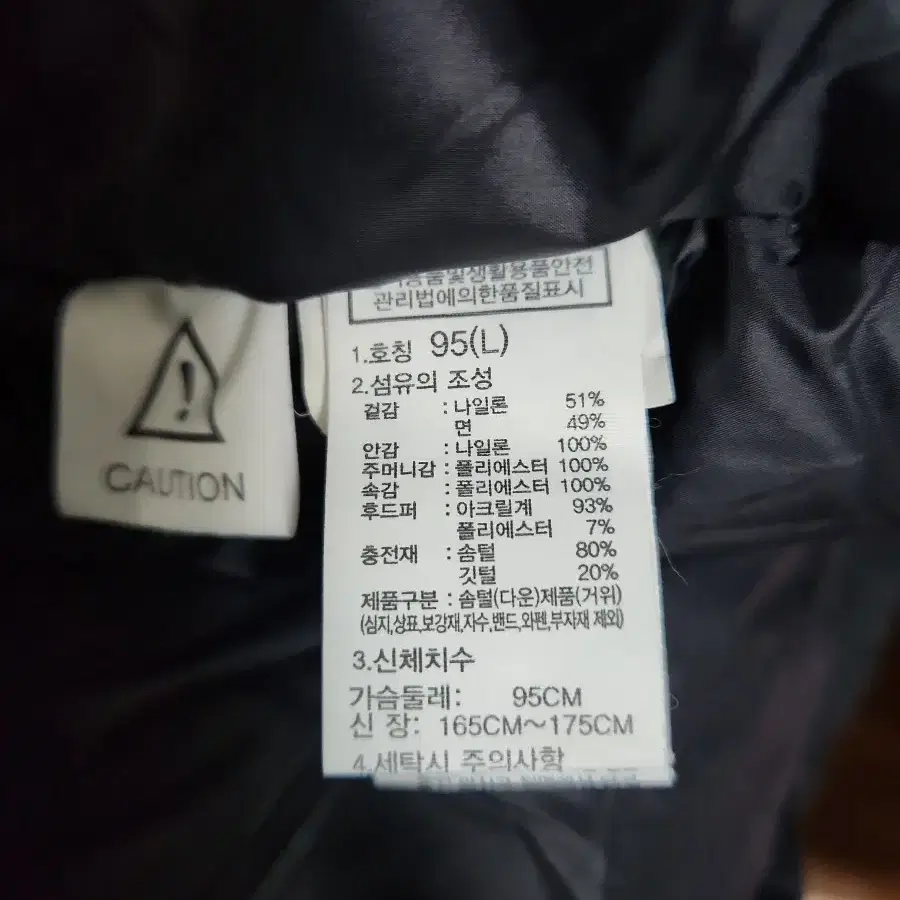 생활용품안전
관리법에의한품질표시
1.호칭 95(L)
2.섬유의 조성
겉감 : 나일론 51%
면 49%
안감 : 나일론 100%
주머니감 : 폴리에스터 100%
속감 : 폴리에스터 100%
후드퍼 : 아크릴계 93%
폴리에스터 7%
충전재 : 솜털 80%
깃털 20%
제품구분 : 솜털(다운)제품(거위)
(심지,상표,보강재,자수,밴드,와펜,부자재 제외)
3.신체치수
가슴둘레: 95CM
신 장: 165CM~175CM
4.세탁시 주의사항
!
CAUTION